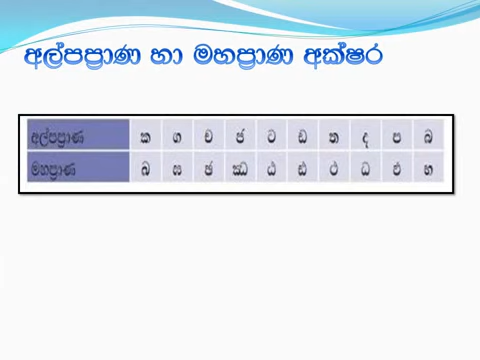 අල්පප්‍රාණ හා මහප්‍රාණ අක්ෂර
අල්පප්‍රාණ ක ග ච ජ ට ඩ ත ද ප බ
මහප්‍රාණ ඛ ඝ ඡ ඣ ඨ ඪ ථ ධ ඵ භ